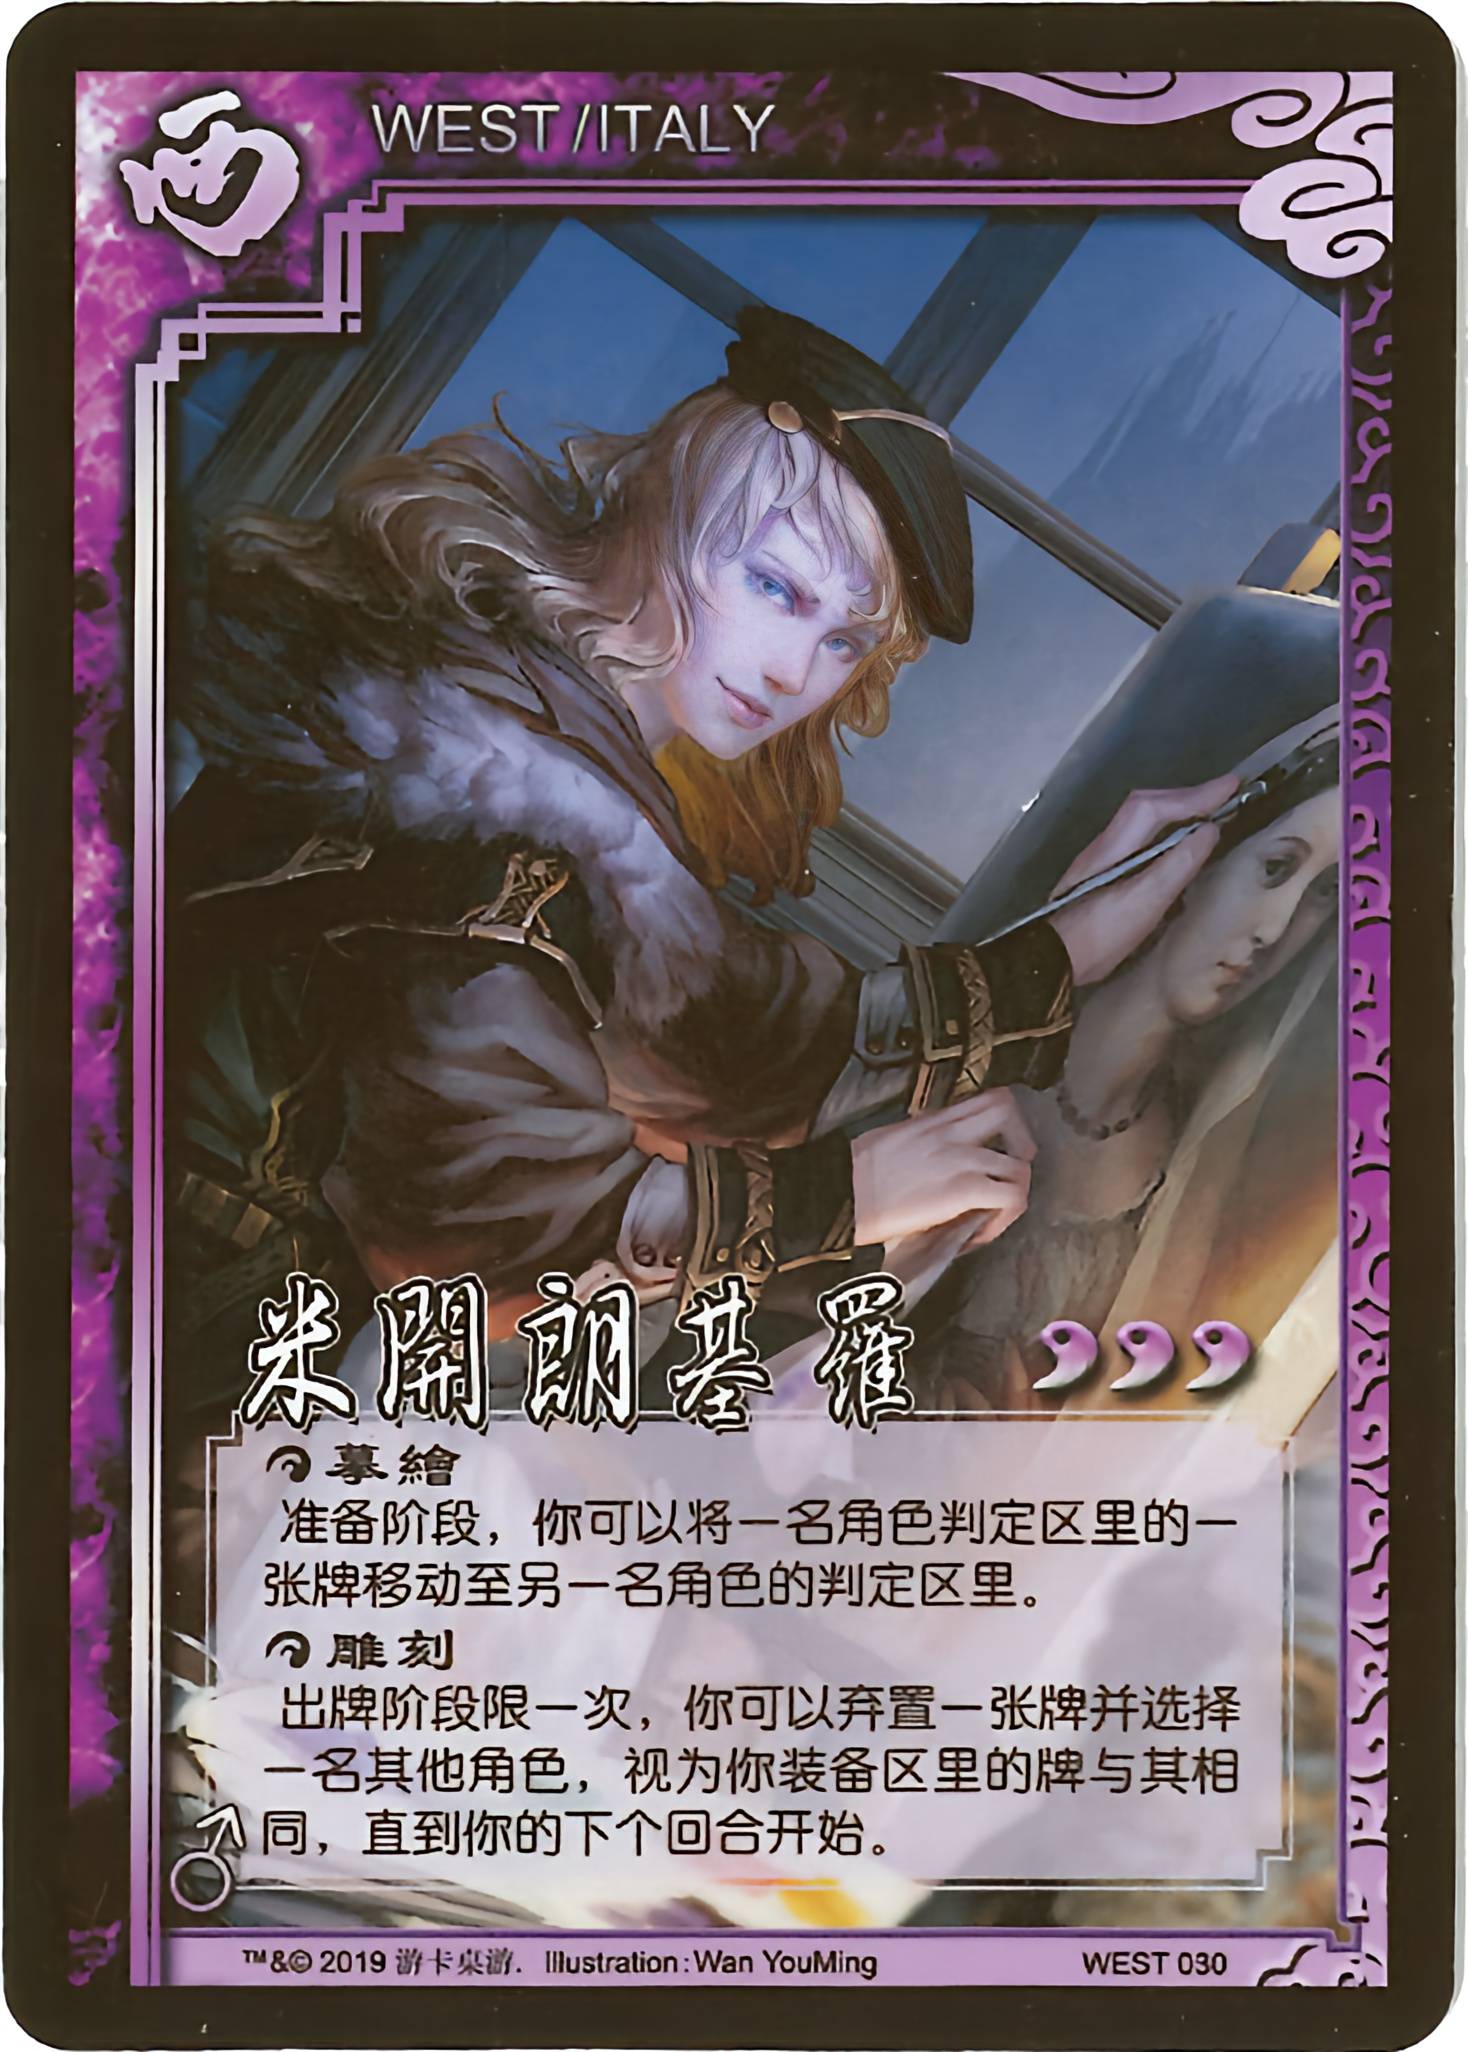 西
WEST/ITALY
米開朗基羅
摹繪
准备阶段，你可以将一名角色判定区里的一
张牌移动至另一名角色的判定区里。
雕刻
出牌阶段限一次，你可以弃置一张牌并选择
一名其他角色，视为你装备区里的牌与其相
同，直到你的下个回合开始。
™&© 2019 游卡桌游. Illustration:Wan YouMing
WEST 030